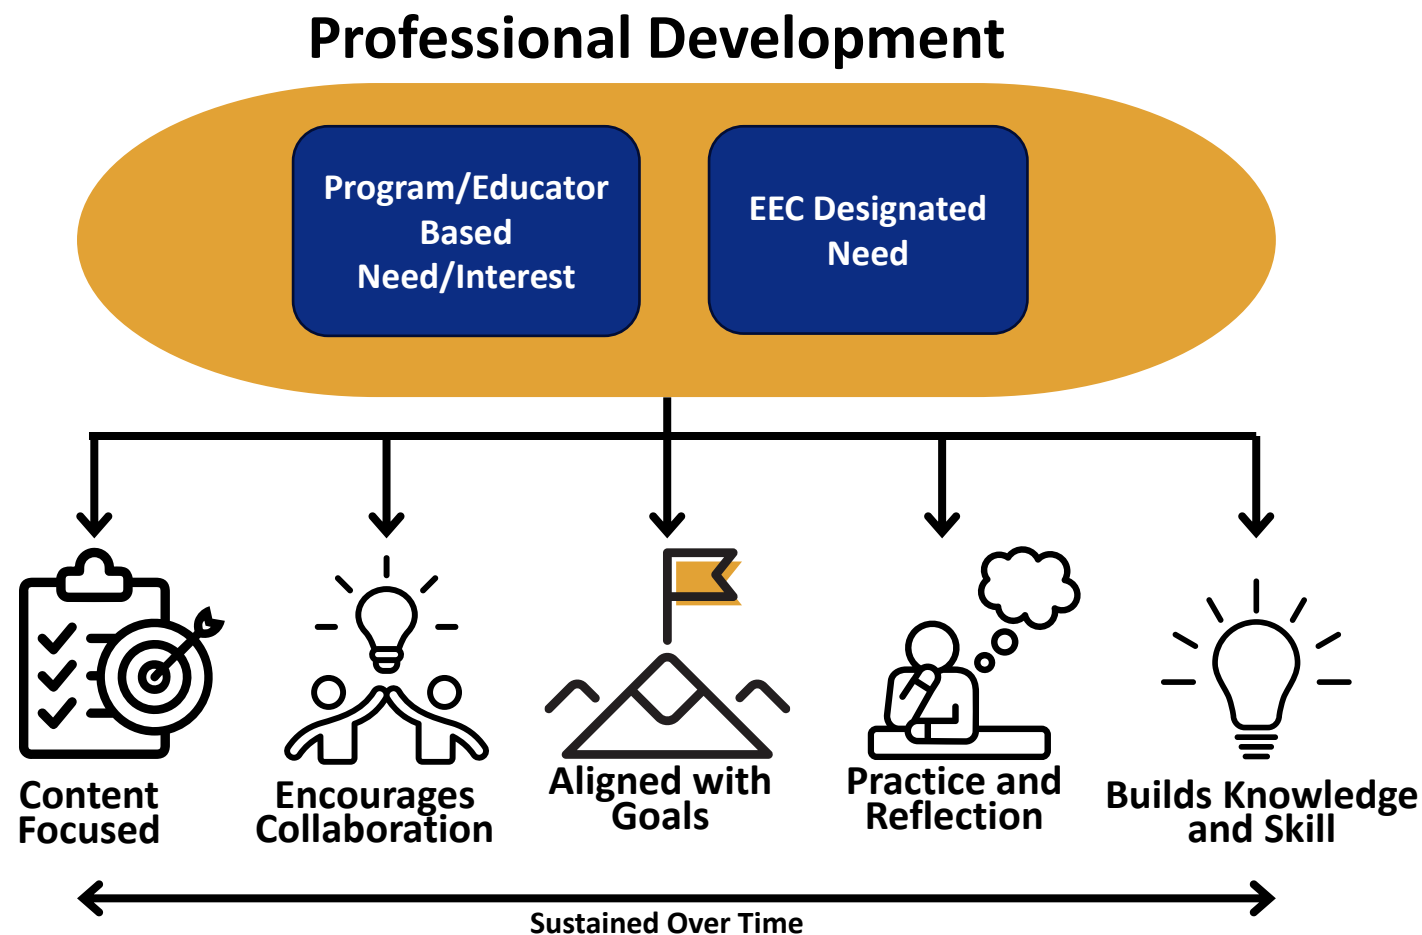 Professional Development
Program/Educator
Based
Need/Interest
EEC Designated
Need
Content
Focused
Encourages
Collaboration
Aligned with
Goals
Practice and
Reflection
Builds Knowledge
and Skill
Sustained Over Time